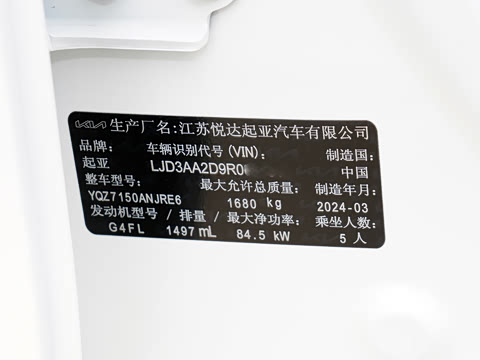 KIA 生产厂名:江苏悦达起亚汽车有限公司
品牌: 车辆识别代号(VIN): 制造国:
起亚 LJD3AA2D9R0 中国
整车型号: 最大允许总质量: 制造年月:
YQZ7150ANJRE6 1680 kg 2024-03
发动机型号 / 排量 / 最大净功率: 乘坐人数:
G4FL 1497 mL 84.5 kW 5 人